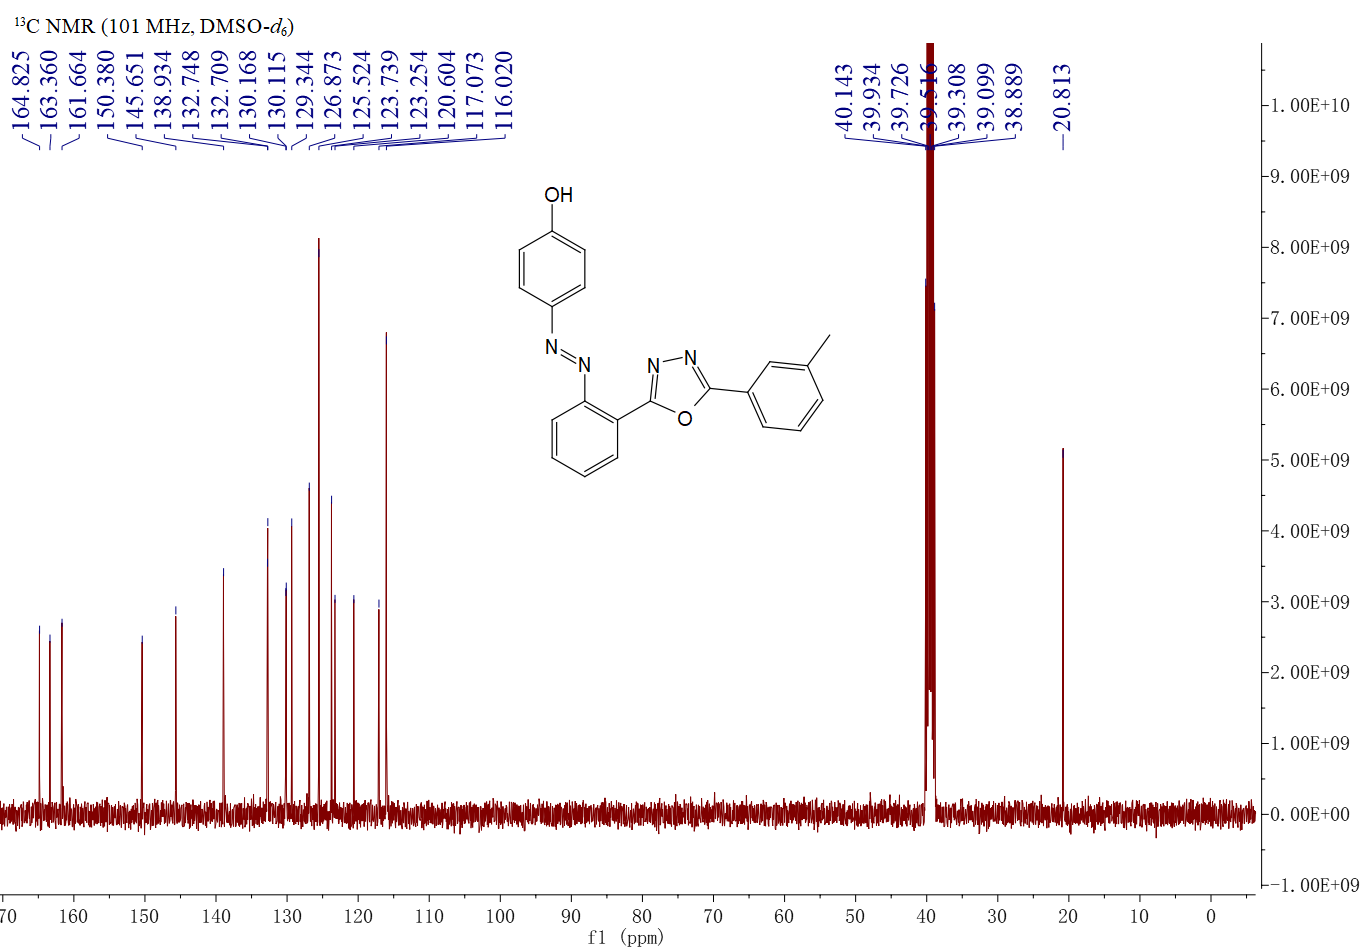 ¹³C NMR (101 MHz, DMSO-d₆)
164.825
163.360
161.664
150.380
145.651
138.934
132.748
132.709
130.168
130.115
129.344
126.873
125.524
123.739
123.254
120.604
117.073
116.020
40.143
39.934
39.726
39.516
39.308
39.099
38.889
20.813
OH
N
N
N
N
O
1.00E+10
9.00E+09
8.00E+09
7.00E+09
6.00E+09
5.00E+09
4.00E+09
3.00E+09
2.00E+09
1.00E+09
0.00E+00
-1.00E+09
70 160 150 140 130 120 110 100 90 80 70 60 50 40 30 20 10 0
f1 (ppm)